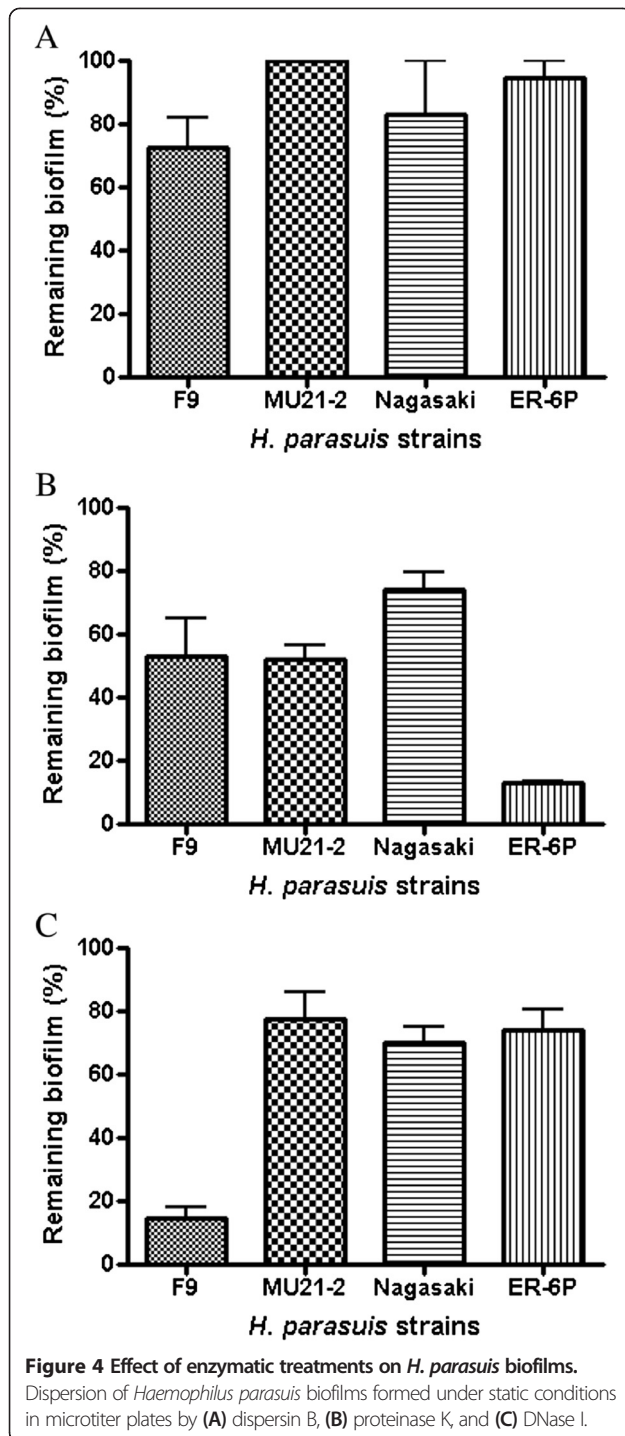 A
Remaining biofilm (%)
100
80
60
40
20
0
F9 MU21-2 Nagasaki ER-6P
H. parasuis strains
B
Remaining biofilm (%)
100
80
60
40
20
0
F9 MU21-2 Nagasaki ER-6P
H. parasuis strains
C
Remaining biofilm (%)
100
80
60
40
20
0
F9 MU21-2 Nagasaki ER-6P
H. parasuis strains
Figure 4 Effect of enzymatic treatments on H. parasuis biofilms.
Dispersion of Haemophilus parasuis biofilms formed under static conditions
in microtiter plates by (A) dispersin B, (B) proteinase K, and (C) DNase I.